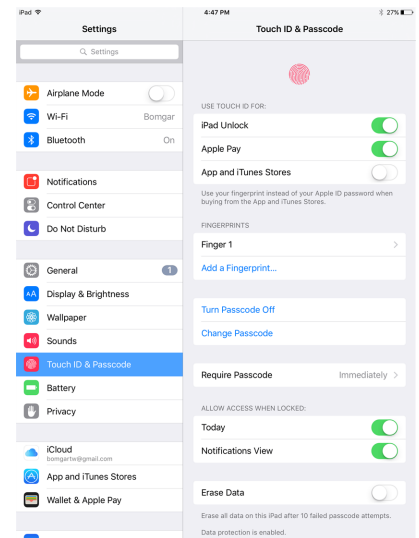 iPad
4:47 PM
27%
Settings
Touch ID & Passcode
Settings
Airplane Mode
Wi-Fi
Bomgar
Bluetooth
On
Notifications
Control Center
Do Not Disturb
General
1
AA
Display & Brightness
Wallpaper
Sounds
Touch ID & Passcode
Battery
Privacy
iCloud
bomgartw@gmail.com
App and iTunes Stores
Wallet & Apple Pay
USE TOUCH ID FOR:
iPad Unlock
Apple Pay
App and iTunes Stores
Use your fingerprint instead of your Apple ID password when
buying from the App and iTunes Stores.
FINGERPRINTS
Finger 1
Add a Fingerprint...
Turn Passcode Off
Change Passcode
Require Passcode
Immediately
ALLOW ACCESS WHEN LOCKED:
Today
Notifications View
Erase Data
Erase all data on this iPad after 10 failed passcode attempts.
Data protection is enabled.